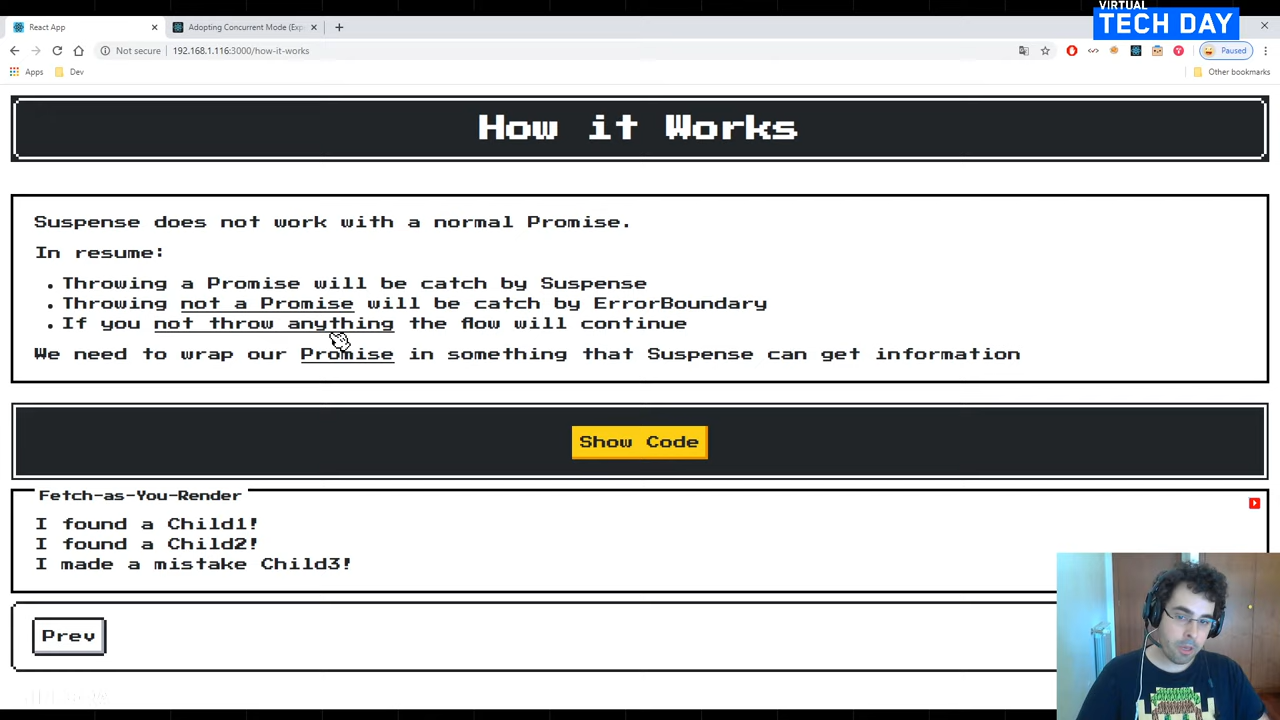 VIRTUAL
TECH DAY
React App
Adopting Concurrent Mode (Exp
Not secure
192.168.1.116:3000/how-it-works
Paused
Apps
Dev
Other bookmarks
How it Works
Suspense does not work with a normal Promise.
In resume:
Throwing a Promise will be catch by Suspense
Throwing not a Promise will be catch by ErrorBoundary
If you not throw anything the flow will continue
We need to wrap our Promise in something that Suspense can get information
Show Code
Fetch-as-You-Render
I found a Child1!
I found a Child2!
I made a mistake Child3!
Prev